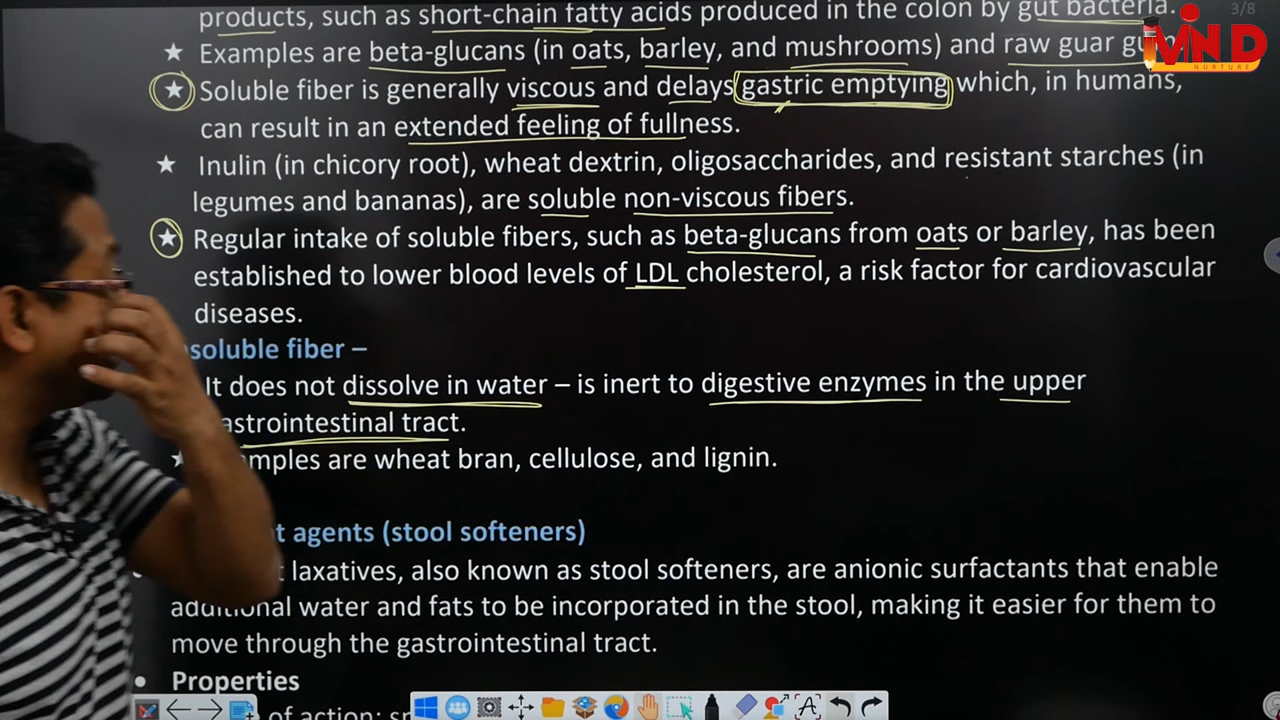 products, such as short-chain fatty acids produced in the colon by gut bacteria.
3/8
★ Examples are beta-glucans (in oats, barley, and mushrooms) and raw guar
MIND
NURTURE
★ Soluble fiber is generally viscous and delays gastric emptying which, in humans,
can result in an extended feeling of fullness.
★ Inulin (in chicory root), wheat dextrin, oligosaccharides, and resistant starches (in
legumes and bananas), are soluble non-viscous fibers.
★ Regular intake of soluble fibers, such as beta-glucans from oats or barley, has been
established to lower blood levels of LDL cholesterol, a risk factor for cardiovascular
diseases.
soluble fiber –
It does not dissolve in water – is inert to digestive enzymes in the upper
astrointestinal tract.
mples are wheat bran, cellulose, and lignin.
t agents (stool softeners)
t laxatives, also known as stool softeners, are anionic surfactants that enable
additional water and fats to be incorporated in the stool, making it easier for them to
move through the gastrointestinal tract.
• Properties
of action: